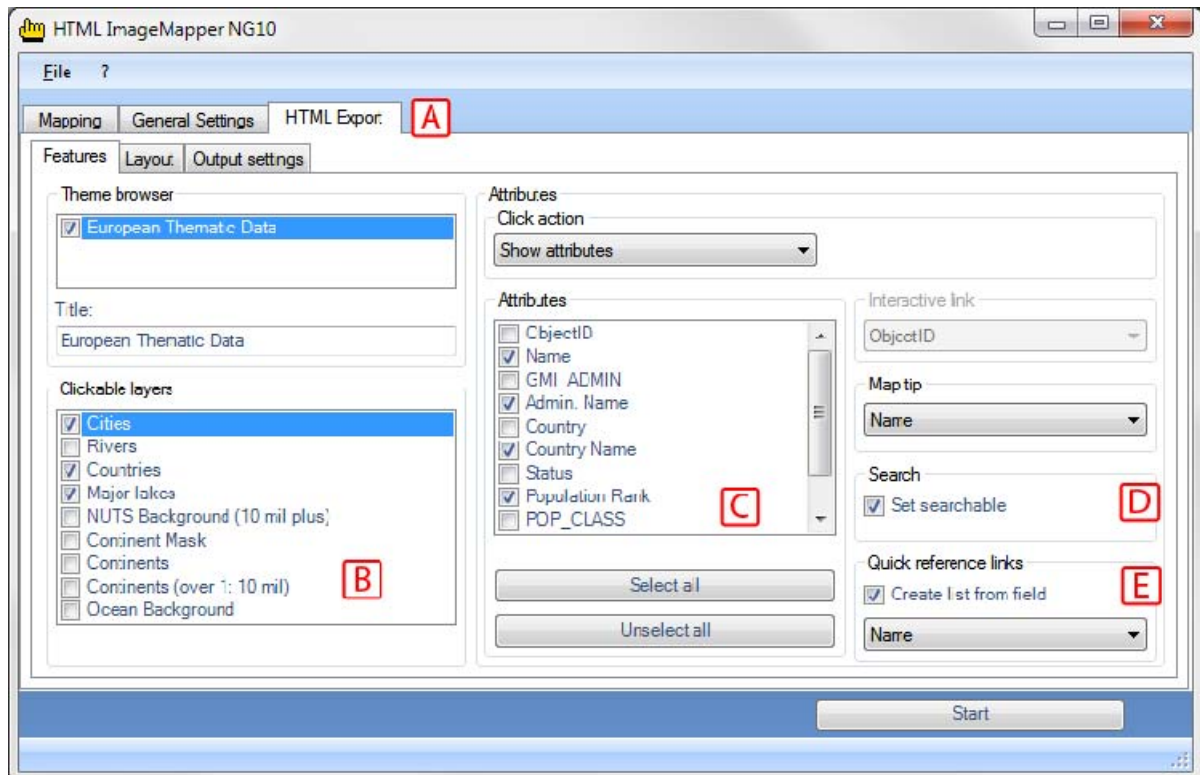 HTML ImageMapper NG10
File ?
Mapping General Settings HTML Export A
Features Layout Output settings
Theme browser
European Thematic Data
Title:
European Thematic Data
Clickable layers
Cities
Rivers
Countries
Major lakes
NUTS Background (10 mil plus)
Continent Mask
Continents
Continents (over 1: 10 mil)
Ocean Background
B
Attributes
Click action
Show attributes
Attributes
ObjectID
Name
GMI_ADMIN
Admin. Name
Country
Country Name
Status
Population Rank
POP_CLASS
C
Select all
Unselect all
Interactive link
ObjectID
Map tip
Name
Search
Set searchable
D
Quick reference links
Create list from field
E
Name
Start